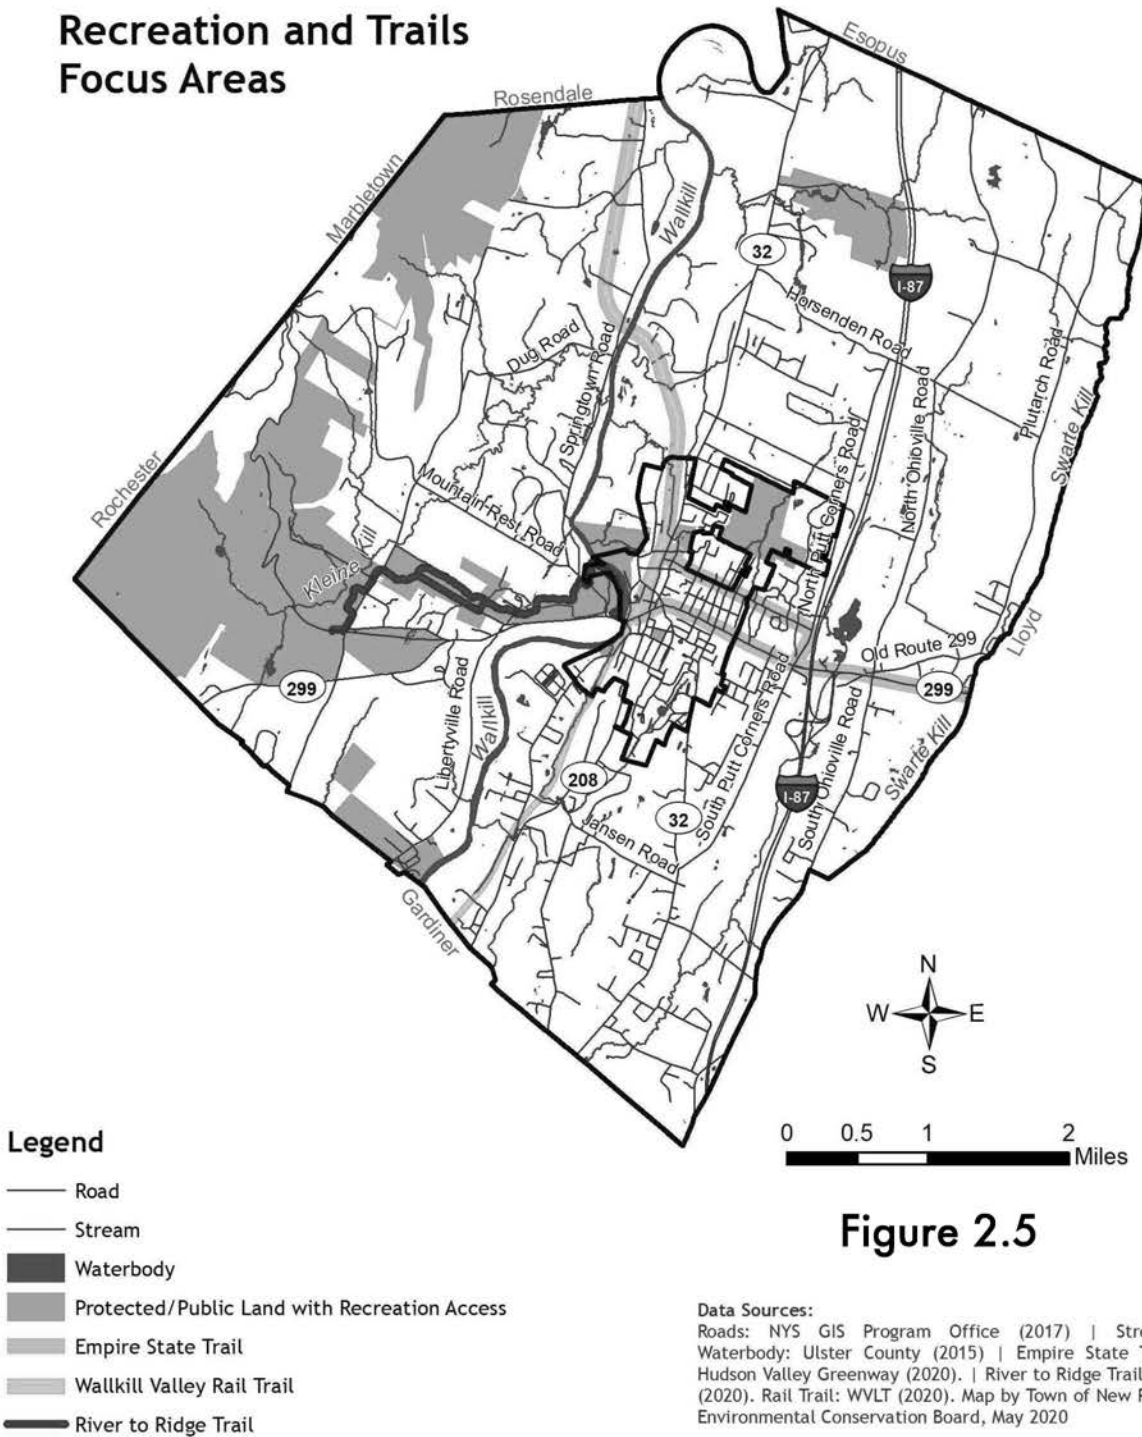 Recreation and Trails
Focus Areas
Esopus
Rosendale
Marbletown
Wallkill
32
I-87
Horsenden Road
Dug Road
Springtown Road
Plutarch Road
North Ohioville Road
Swarte Kill
Rochester
Mountain Rest Road
North Putt Corners Road
Kleine Kill
Lloyd
Old Route 299
299
299
Libertyville Road
Wallkill
South Putt Corners Road
South Ohioville Road
Swarte Kill
208
I-87
32
Jansen Road
Gardiner
N
W
E
S
0 0.5 1 2
Miles
Figure 2.5
Legend
Road
Stream
Waterbody
Protected/Public Land with Recreation Access
Empire State Trail
Wallkill Valley Rail Trail
River to Ridge Trail
Data Sources:
Roads: NYS GIS Program Office (2017) | Stre
Waterbody: Ulster County (2015) | Empire State T
Hudson Valley Greenway (2020). | River to Ridge Trail
(2020). Rail Trail: WVLT (2020). Map by Town of New P
Environmental Conservation Board, May 2020